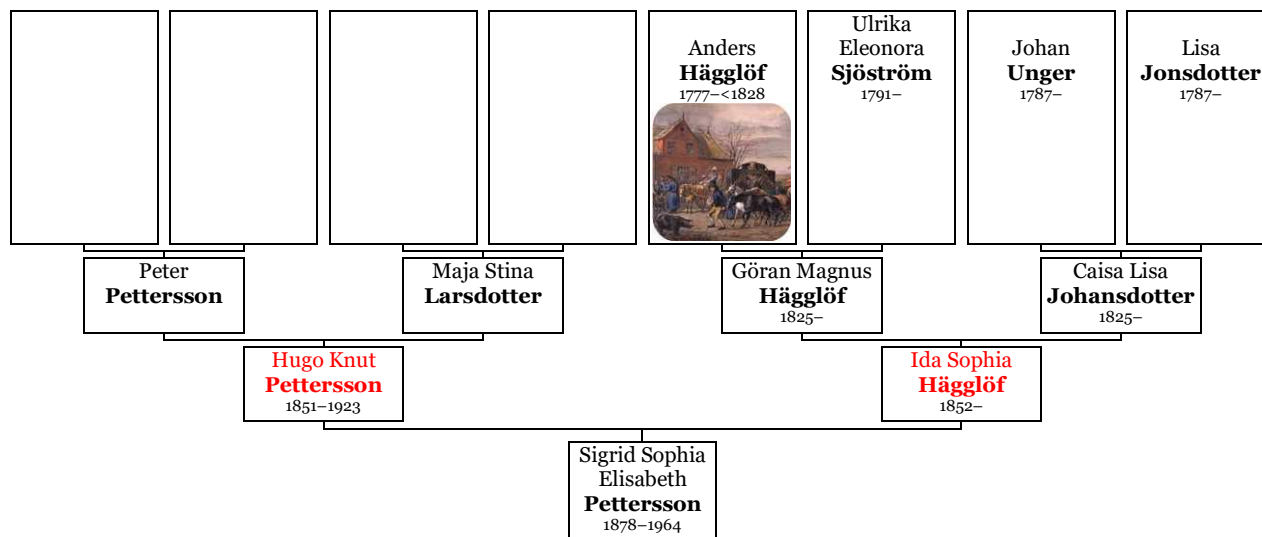 Anders
Hägglöf
1777–<1828
Ulrika
Eleonora
Sjöström
1791–
Johan
Unger
1787–
Lisa
Jonsdotter
1787–
Peter
Pettersson
Maja Stina
Larsdotter
Göran Magnus
Hägglöf
1825–
Caisa Lisa
Johansdotter
1825–
Hugo Knut
Pettersson
1851–1923
Ida Sophia
Hägglöf
1852–
Sigrid Sophia
Elisabeth
Pettersson
1878–1964